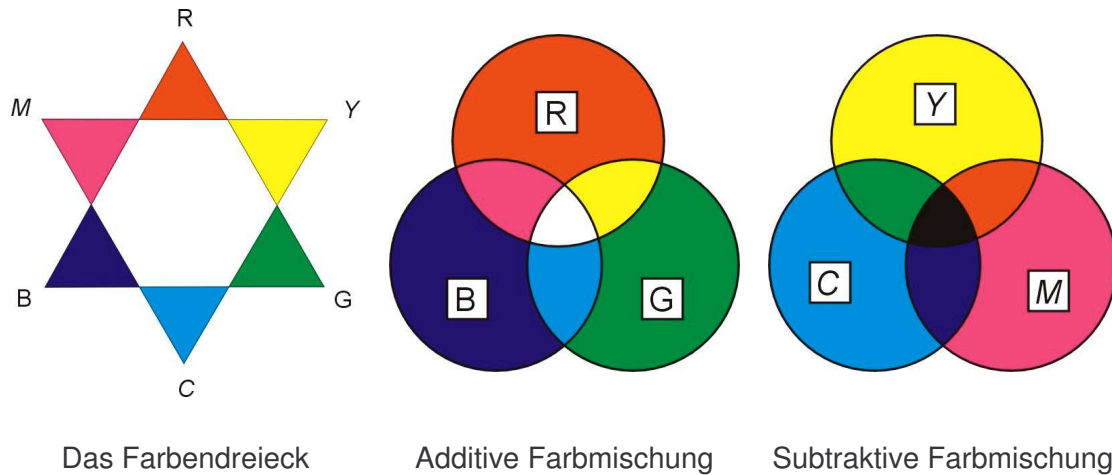 R
M
Y
B
G
C
R
B
G
Y
C
M
Das Farbendreieck
Additive Farbmischung
Subtraktive Farbmischung